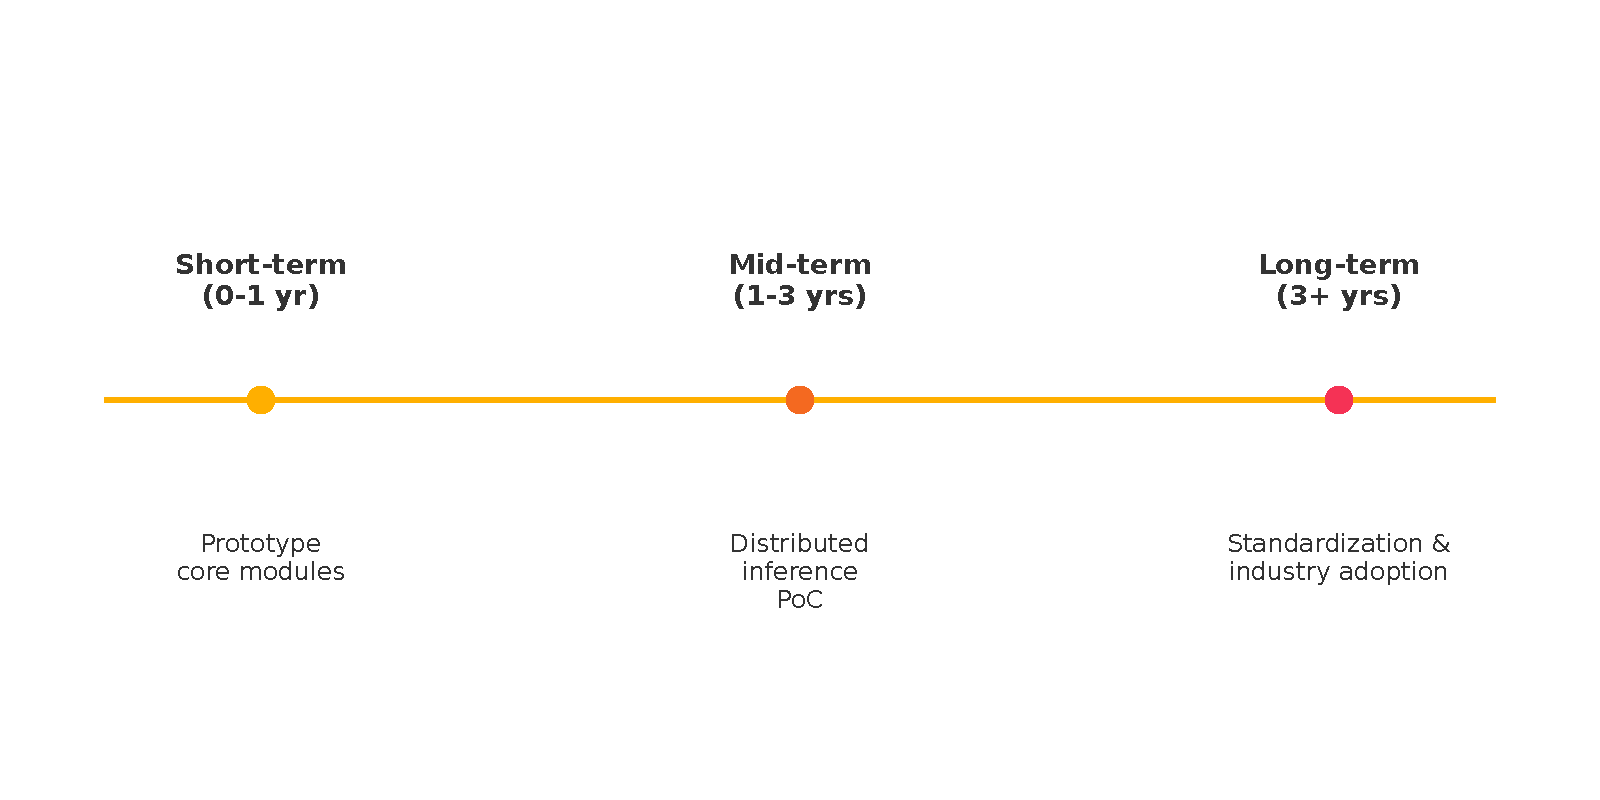 Short-term
(0-1 yr)
Prototype
core modules
Mid-term
(1-3 yrs)
Distributed
inference
PoC
Long-term
(3+ yrs)
Standardization &
industry adoption